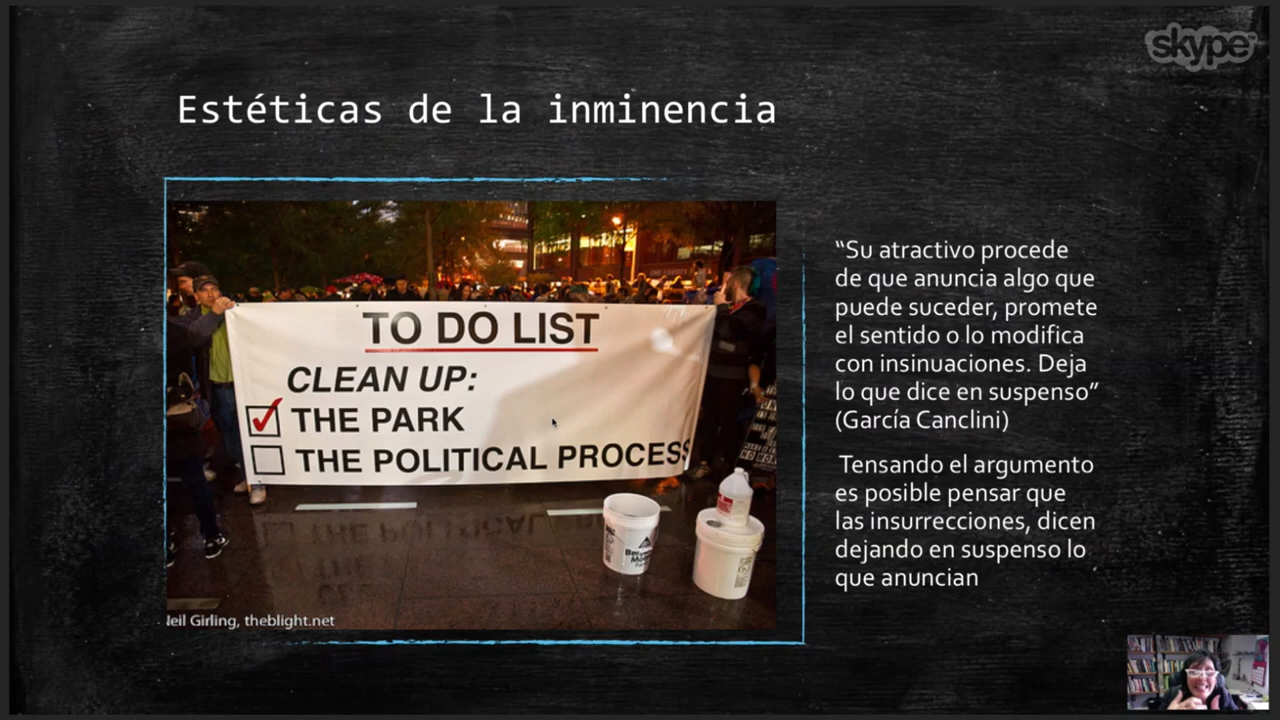 skype
Estéticas de la inminencia
TO DO LIST
CLEAN UP:
THE PARK
THE POLITICAL PROCESS
Neil Girling, theblight.net
“Su atractivo procede
de que anuncia algo que
puede suceder, promete
el sentido o lo modifica
con insinuaciones. Deja
lo que dice en suspenso”
(García Canclini)
Tensando el argumento
es posible pensar que
las insurrecciones, dicen
dejando en suspenso lo
que anuncian